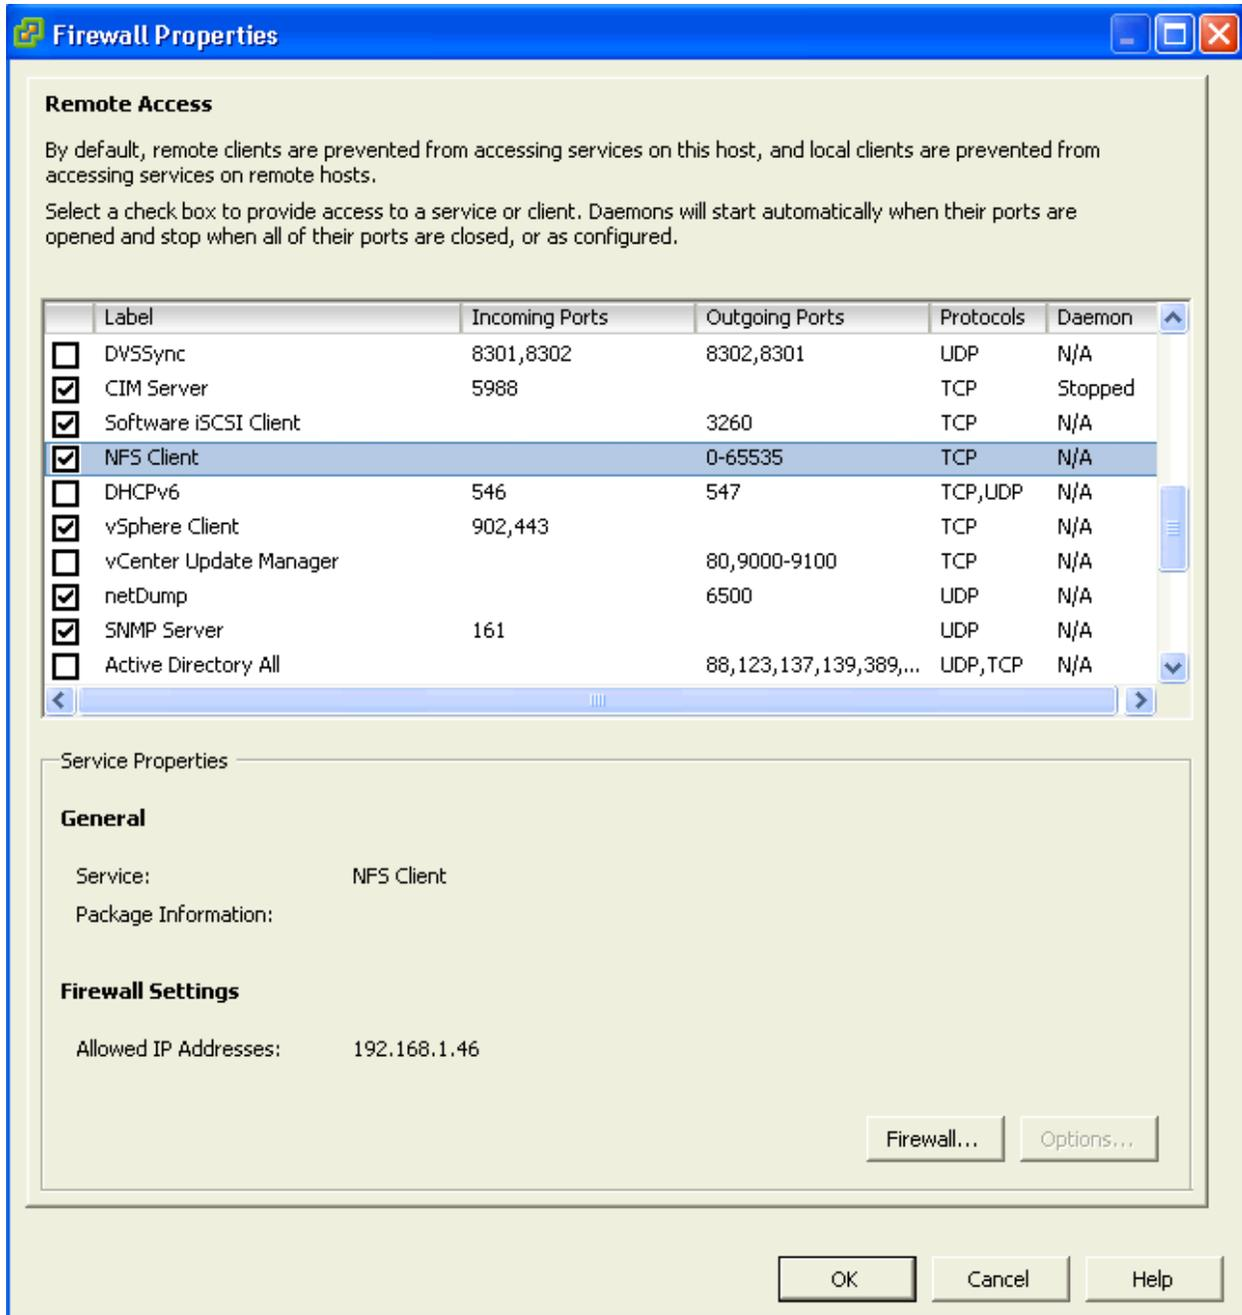 Firewall Properties
Remote Access
By default, remote clients are prevented from accessing services on this host, and local clients are prevented from
accessing services on remote hosts.
Select a check box to provide access to a service or client. Daemons will start automatically when their ports are
opened and stop when all of their ports are closed, or as configured.
Label Incoming Ports Outgoing Ports Protocols Daemon
DVSSync 8301,8302 8302,8301 UDP N/A
CIM Server 5988 TCP Stopped
Software iSCSI Client 3260 TCP N/A
NFS Client 0-65535 TCP N/A
DHCPv6 546 547 TCP,UDP N/A
vSphere Client 902,443 TCP N/A
vCenter Update Manager 80,9000-9100 TCP N/A
netDump 6500 UDP N/A
SNMP Server 161 UDP N/A
Active Directory All 88,123,137,139,389,... UDP,TCP N/A
Service Properties
General
Service: NFS Client
Package Information:
Firewall Settings
Allowed IP Addresses: 192.168.1.46
Firewall... Options...
OK Cancel Help